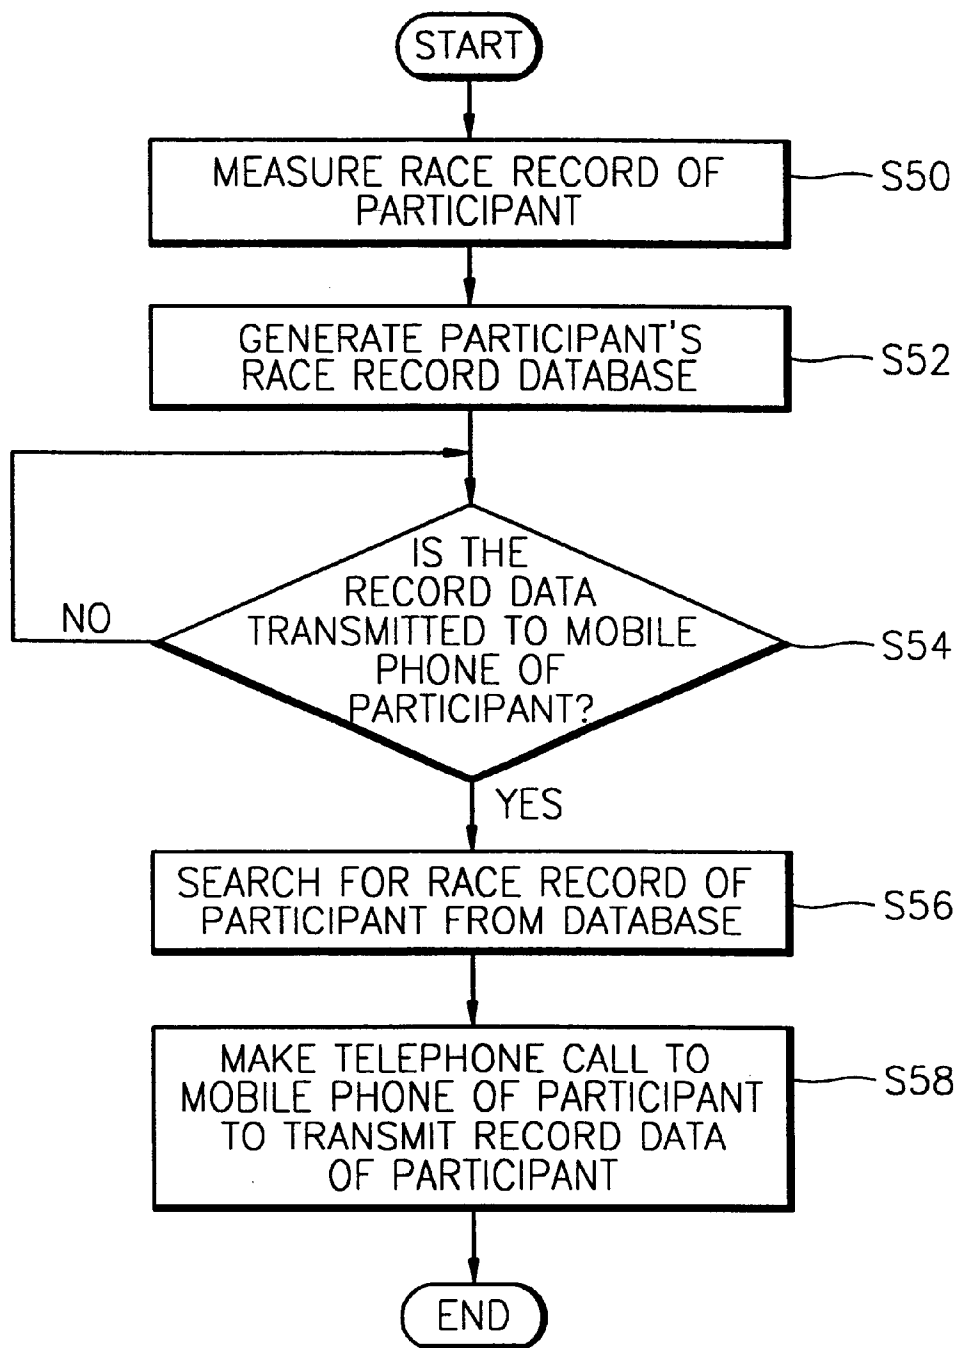 START
MEASURE RACE RECORD OF
PARTICIPANT
S50
GENERATE PARTICIPANT'S
RACE RECORD DATABASE
S52
IS THE
RECORD DATA
TRANSMITTED TO MOBILE
PHONE OF
PARTICIPANT?
NO
S54
YES
SEARCH FOR RACE RECORD OF
PARTICIPANT FROM DATABASE
S56
MAKE TELEPHONE CALL TO
MOBILE PHONE OF PARTICIPANT
TO TRANSMIT RECORD DATA
OF PARTICIPANT
S58
END